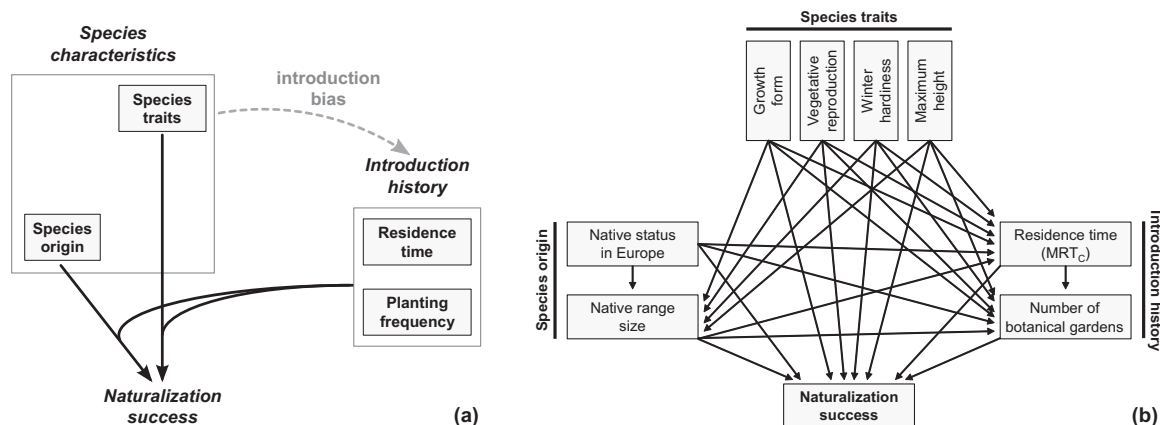 Species
characteristics
Species
traits
introduction
bias
Introduction
history
Species
origin
Residence
time
Planting
frequency
Naturalization
success
(a)
Species traits
Growth
form
Vegetative
reproduction
Winter
hardiness
Maximum
height
Species origin
Native status
in Europe
Native range
size
Residence time
(MRTC)
Number of
botanical gardens
Introduction history
Naturalization
success
(b)